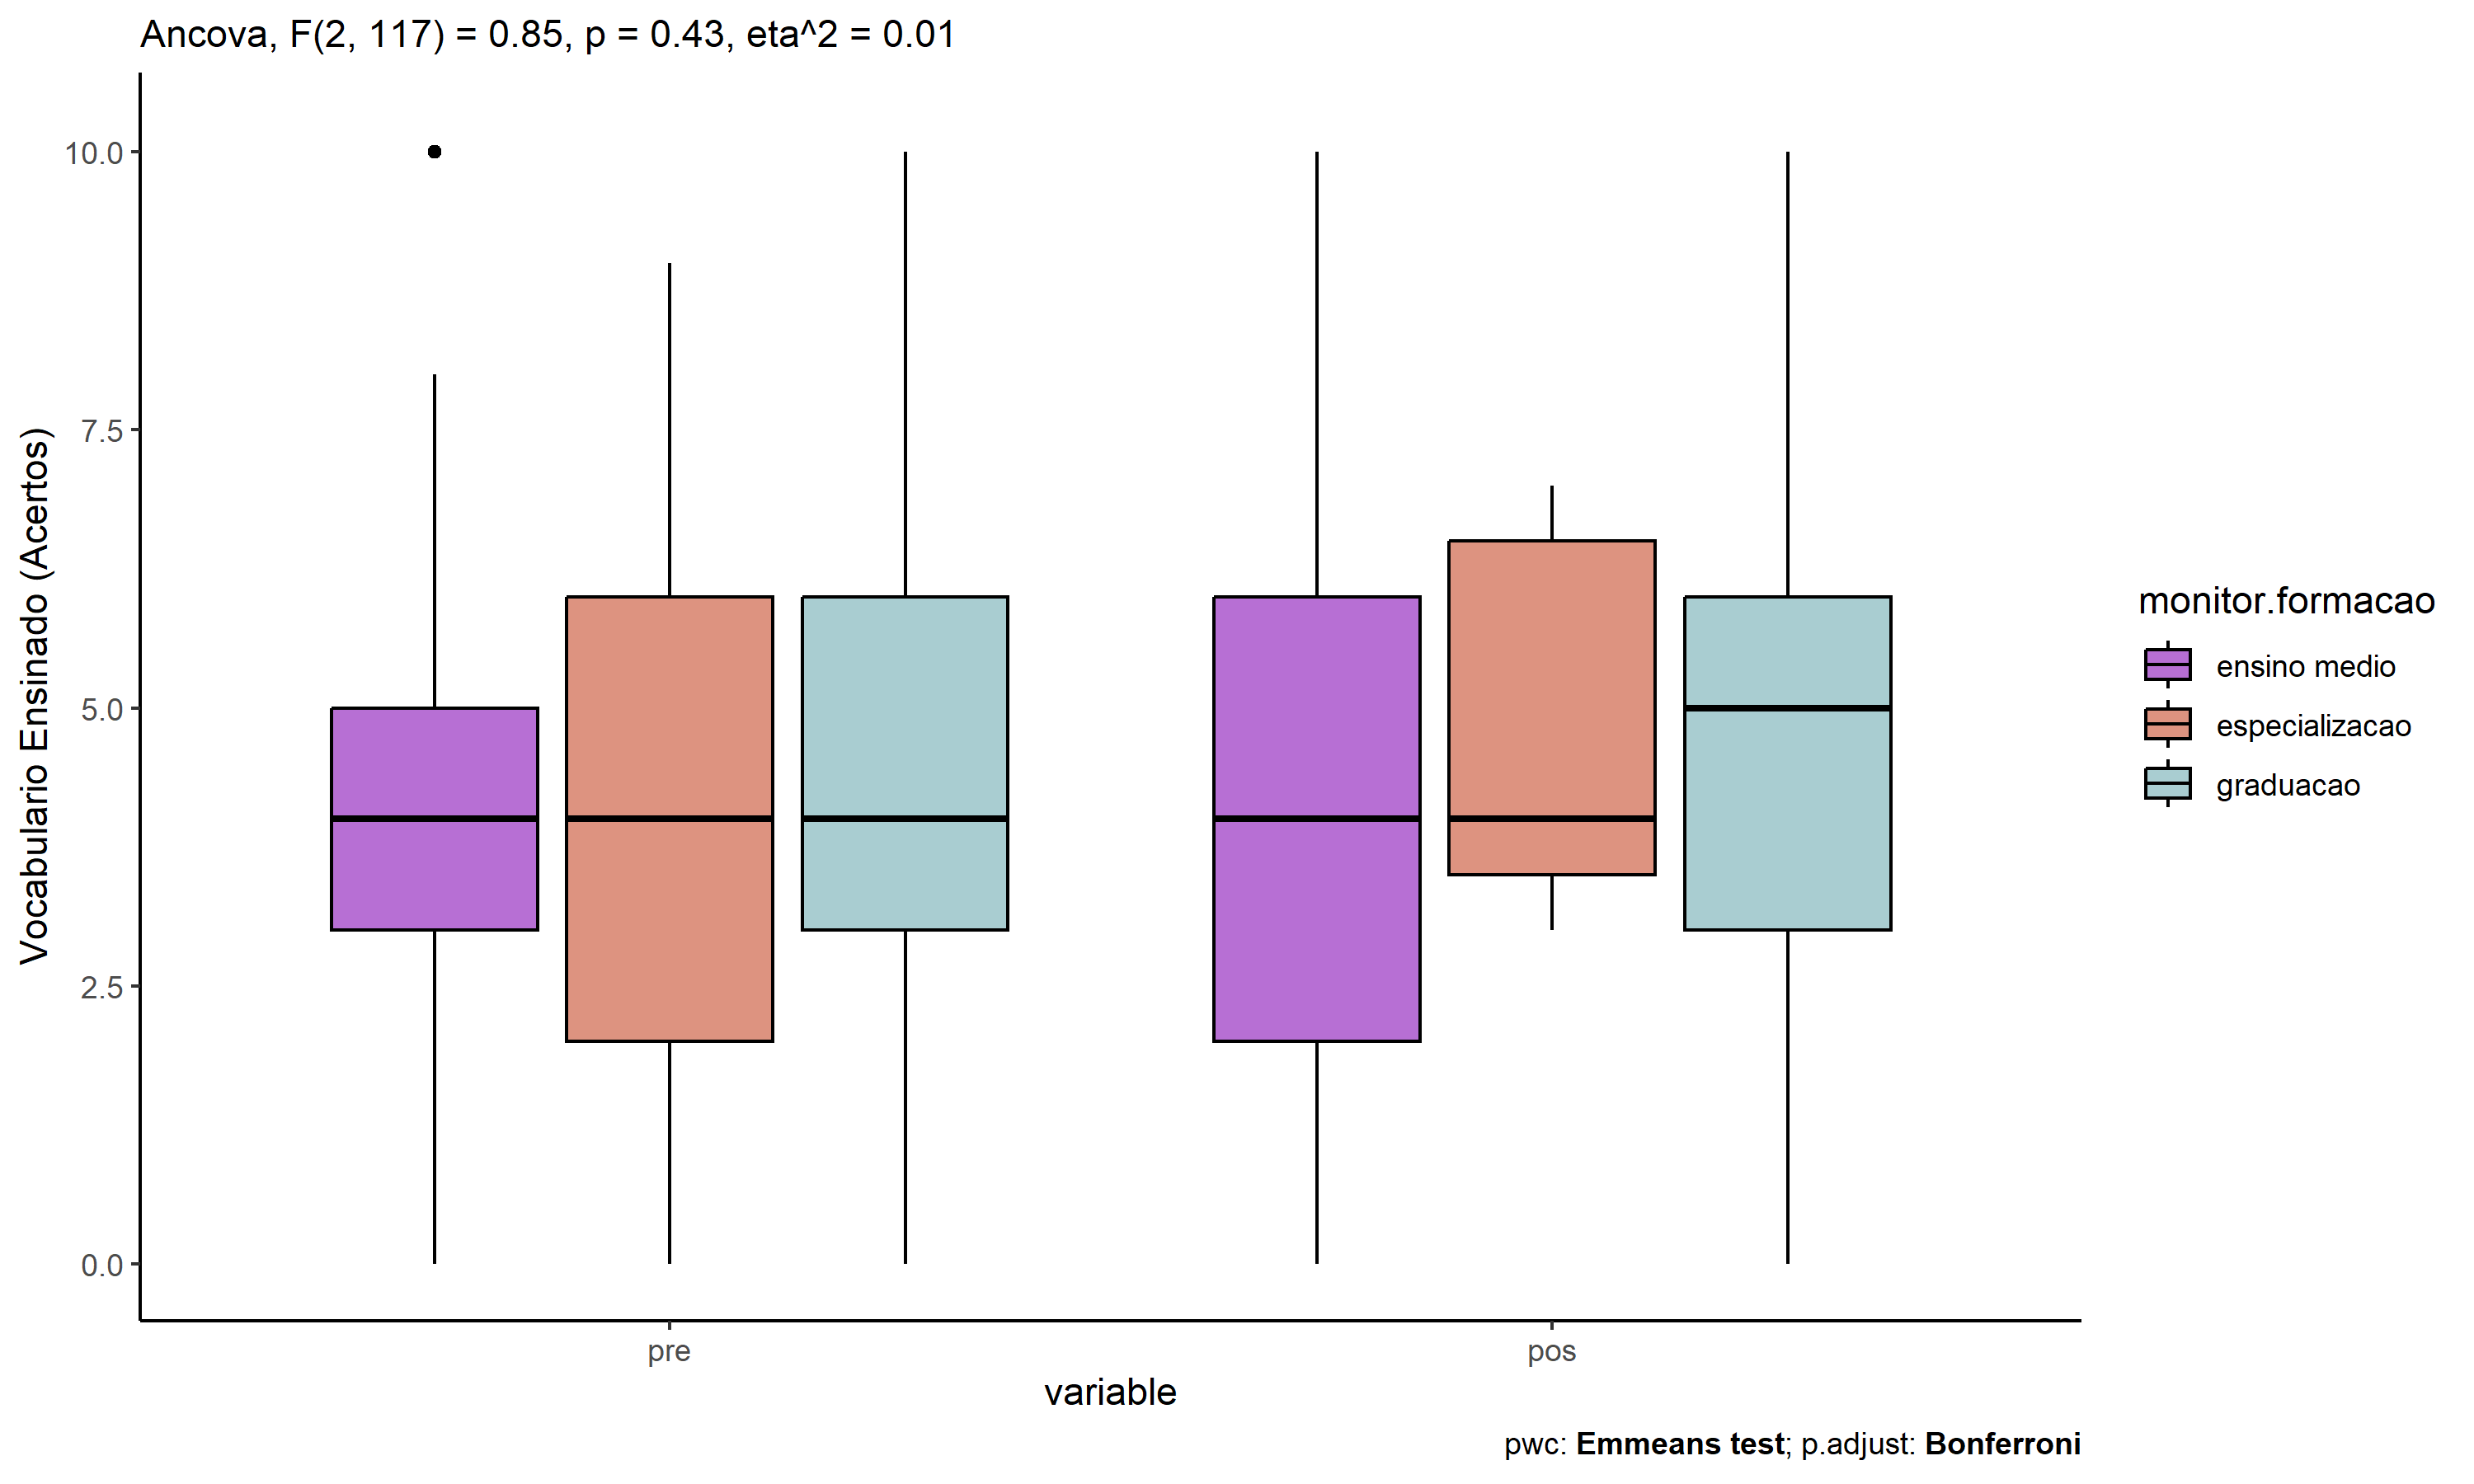 Ancova, F(2, 117) = 0.85, p = 0.43, eta^2 = 0.01
Vocabulario Ensinado (Acertos)
10.0
7.5
5.0
2.5
0.0
pre
pos
variable
monitor.formacao
ensino medio
especializacao
graduacao
pwc: Emmeans test; p.adjust: Bonferroni